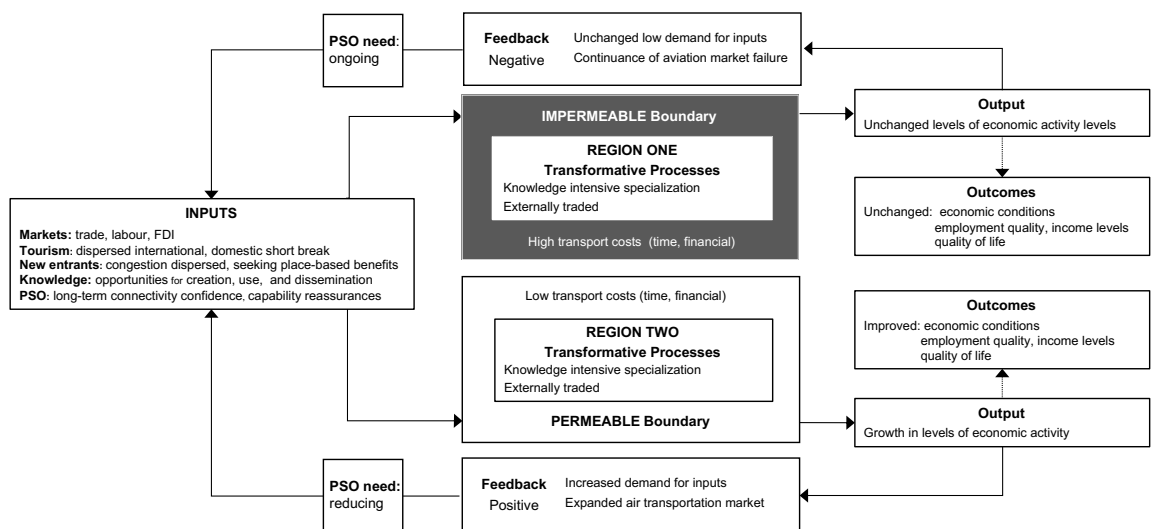 PSO need:
ongoing
Feedback Unchanged low demand for inputs
Negative Continuance of aviation market failure
IMPERMEABLE Boundary
REGION ONE
Transformative Processes
Knowledge intensive specialization
Externally traded
High transport costs (time, financial)
Output
Unchanged levels of economic activity levels
Outcomes
Unchanged: economic conditions
employment quality, income levels
quality of life
INPUTS
Markets: trade, labour, FDI
Tourism: dispersed international, domestic short break
New entrants: congestion dispersed, seeking place-based benefits
Knowledge: opportunities for creation, use, and dissemination
PSO: long-term connectivity confidence, capability reassurances
Low transport costs (time, financial)
REGION TWO
Transformative Processes
Knowledge intensive specialization
Externally traded
PERMEABLE Boundary
Outcomes
Improved: economic conditions
employment quality, income levels
quality of life
Output
Growth in levels of economic activity
PSO need:
reducing
Feedback Increased demand for inputs
Positive Expanded air transportation market